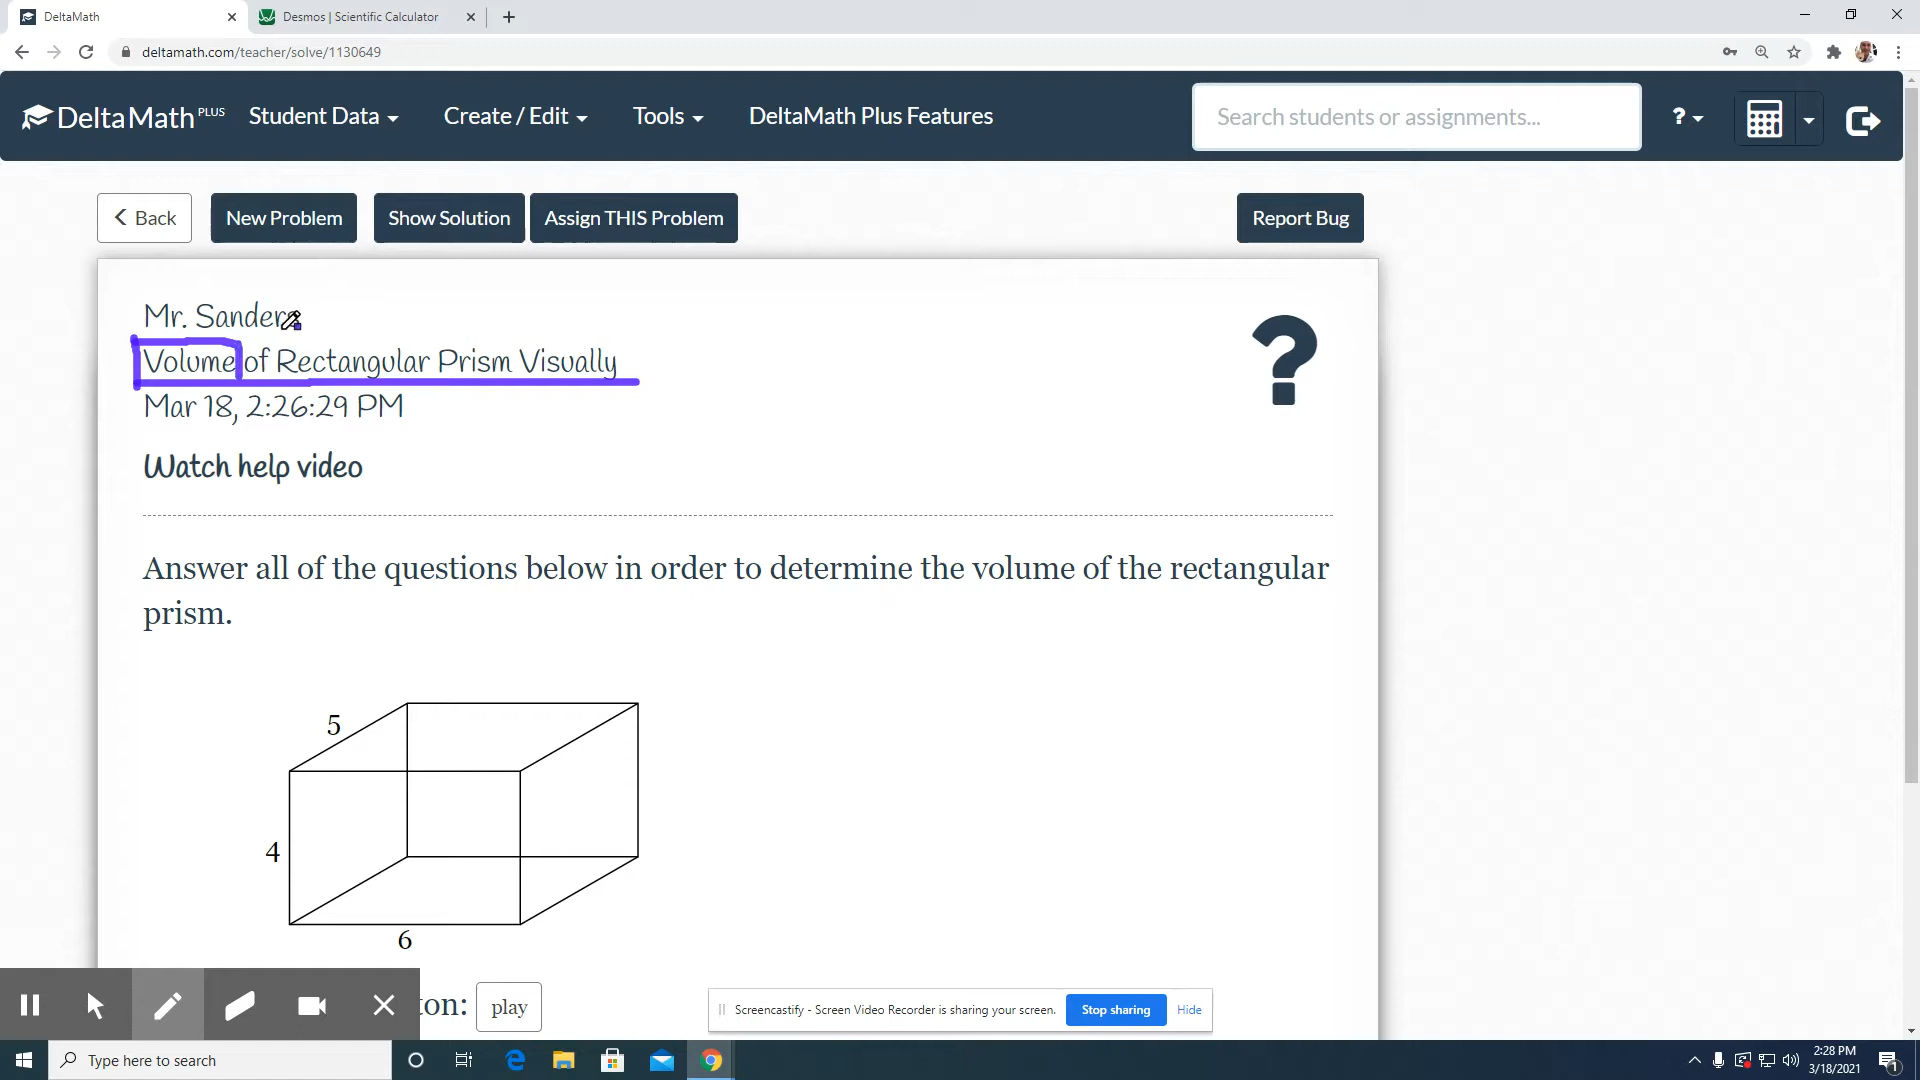 DeltaMath
Desmos | Scientific Calculator
deltamath.com/teacher/solve/1130649
DeltaMath PLUS
Student Data
Create / Edit
Tools
DeltaMath Plus Features
Search students or assignments...
?
Back
New Problem
Show Solution
Assign THIS Problem
Report Bug
Mr. Sanders
?
Volume of Rectangular Prism Visually
Mar 18, 2:26:29 PM
Watch help video
Answer all of the questions below in order to determine the volume of the rectangular
prism.
5
4
6
ton: play
Screencastify - Screen Video Recorder is sharing your screen. Stop sharing Hide
Type here to search
2:28 PM
3/18/2021
1